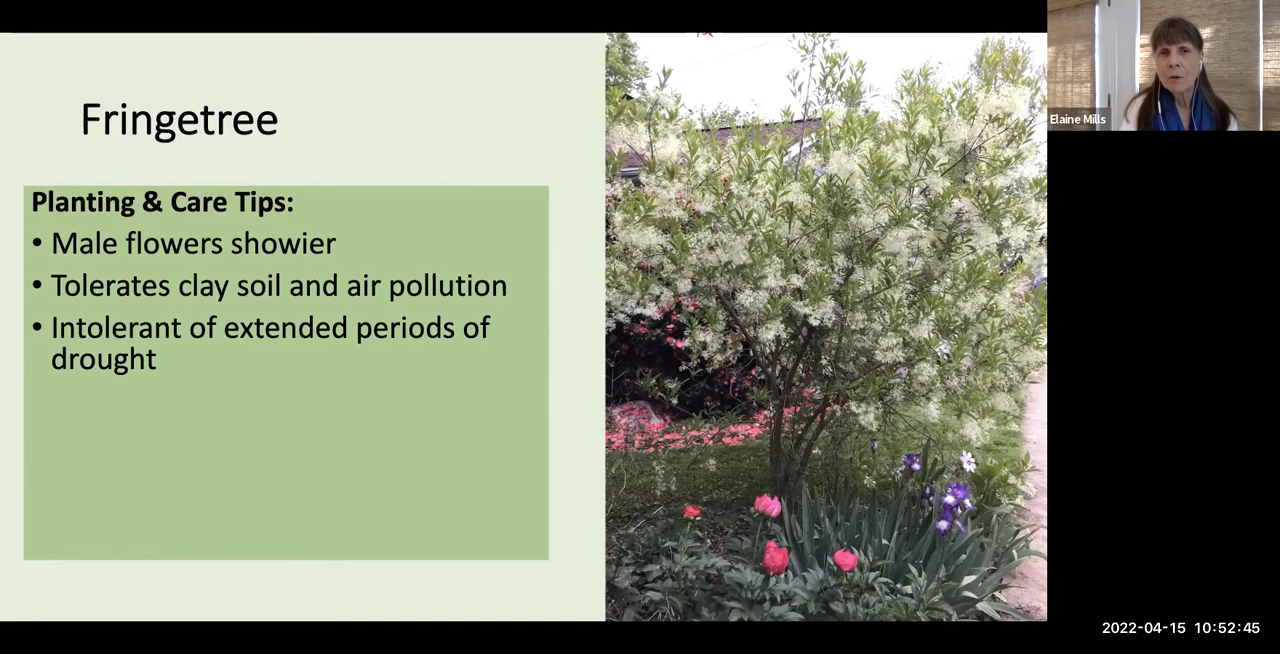 Fringetree
Planting & Care Tips:
• Male flowers showier
• Tolerates clay soil and air pollution
• Intolerant of extended periods of
drought
Elaine Mills
2022-04-15 10:52:45